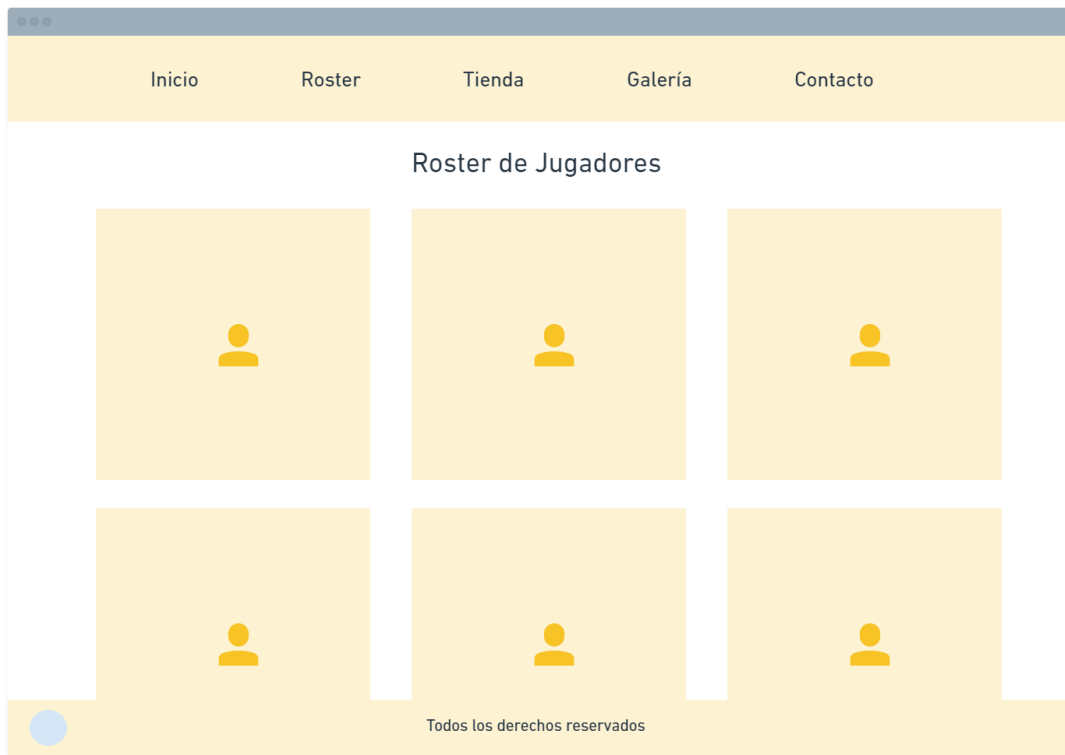 Inicio Roster Tienda Galería Contacto
Roster de Jugadores
Todos los derechos reservados